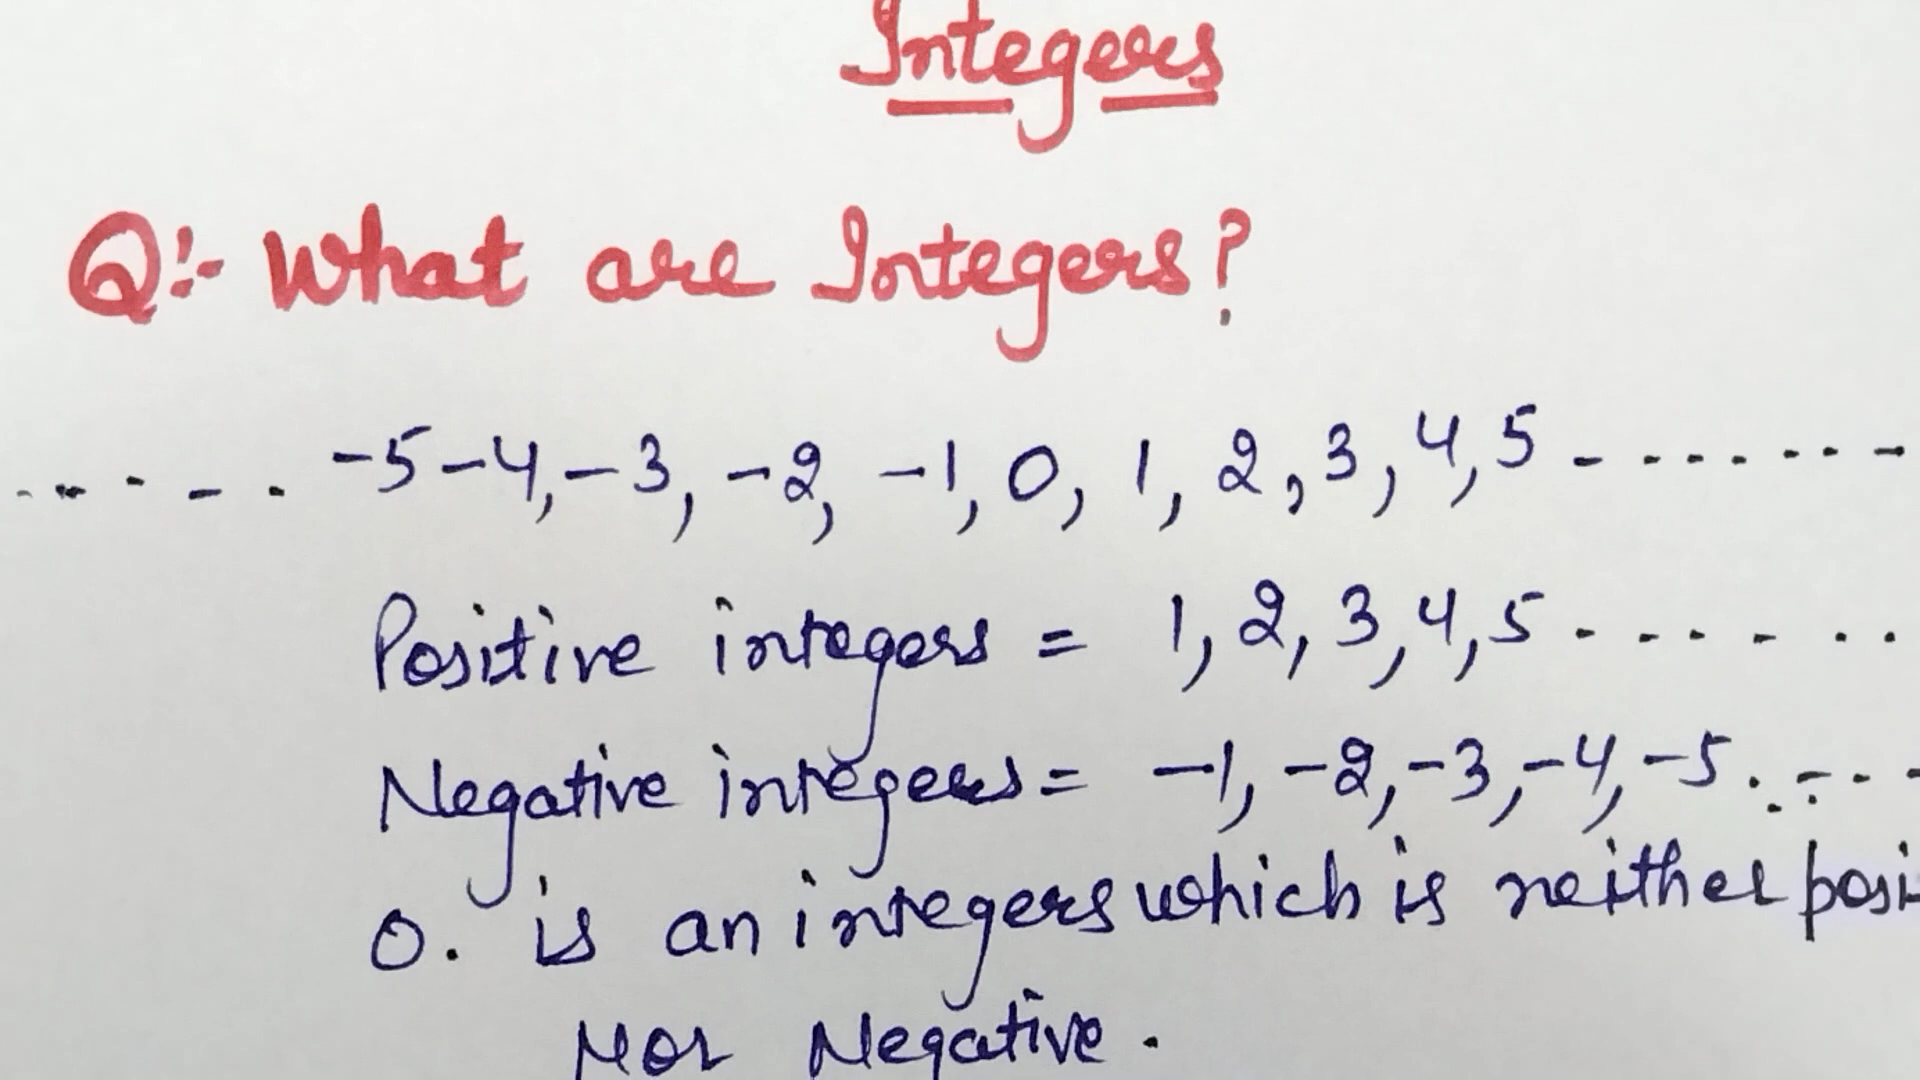 Integers
Q:- What are Integers?
..... -5 -4, -3, -2, -1, 0, 1, 2, 3, 4, 5 .......
Positive integers = 1, 2, 3, 4, 5 ......
Negative integers = -1, -2, -3, -4, -5 ......
0. is an integers which is neither posi
Nor Negative.